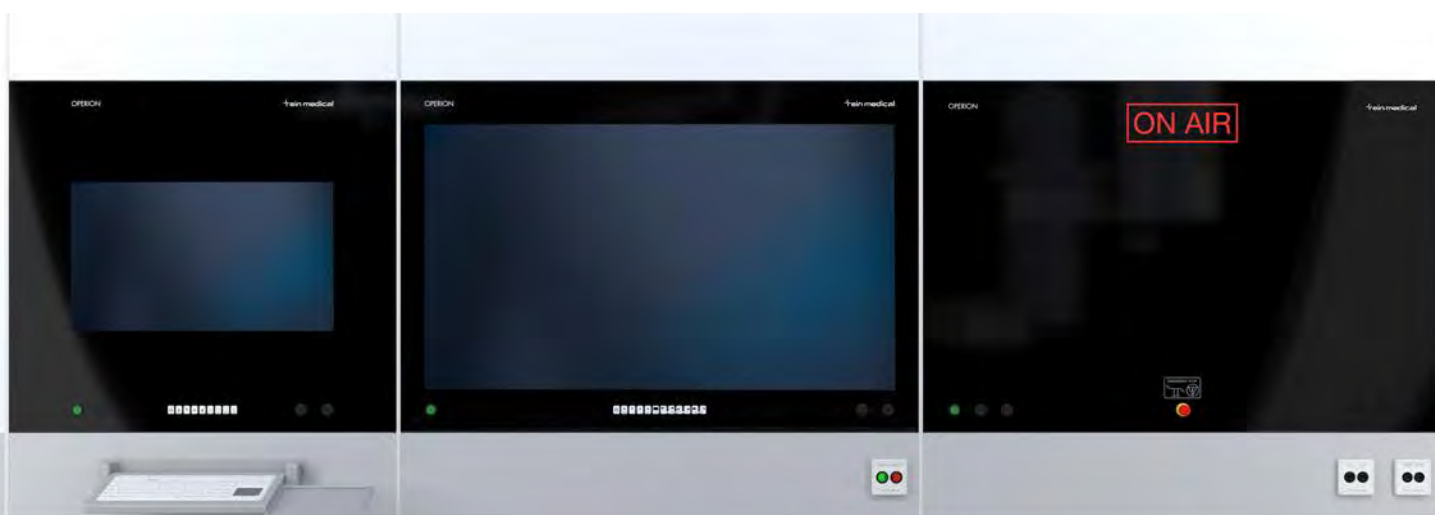 OPERION
rein medical
OPERION
rein medical
OPERION
ON AIR
rein medical